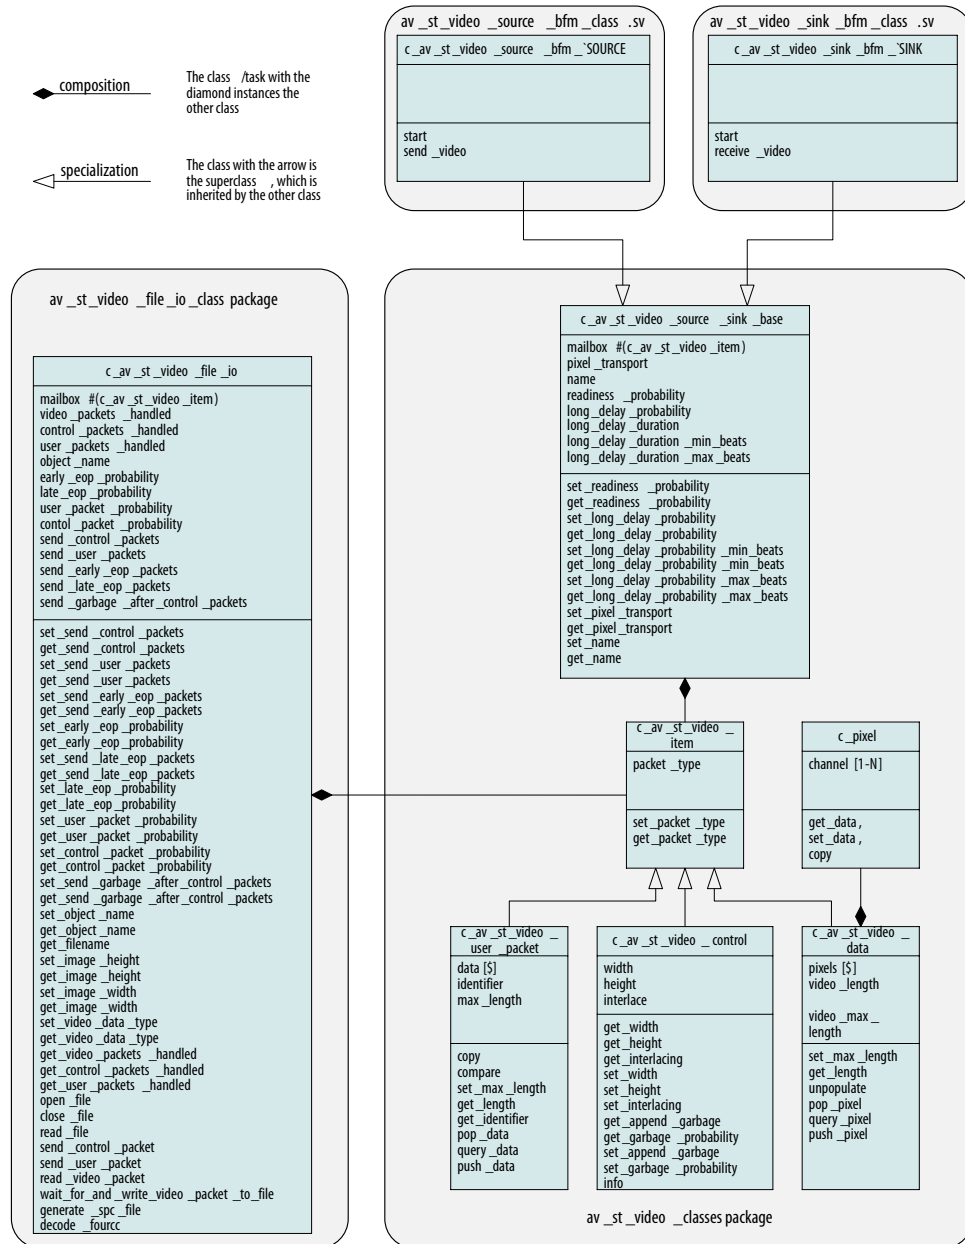 composition
The class /task with the
diamond instances the
other class
specialization
The class with the arrow is
the superclass , which is
inherited by the other class
av _st _video _source _bfm _class .sv
c _av _st _video _source _bfm _`SOURCE
start
send _video
av _st _video _sink _bfm _class .sv
c _av _st _video _sink _bfm _`SINK
start
receive _video
av _st _video _file _io _class package
c _av _st _video _file _io
mailbox #(c _av _st _video _item)
video _packets _handled
control _packets _handled
user _packets _handled
object _name
early _eop _probability
late _eop _probability
user _packet _probability
contol _packet _probability
send _control _packets
send _user _packets
send _early _eop _packets
send _late _eop _packets
send _garbage _after _control _packets
set _send _control _packets
get _send _control _packets
set _send _user _packets
get _send _user _packets
set _send _early _eop _packets
get _send _early _eop _packets
set _early _eop _probability
get _early _eop _probability
set _send _late _eop _packets
get _send _late _eop _packets
set _late _eop _probability
get _late _eop _probability
set _user _packet _probability
get _user _packet _probability
set _control _packet _probability
get _control _packet _probability
set _send _garbage _after _control _packets
get _send _garbage _after _control _packets
set _object _name
get _object _name
get _filename
set _image _height
get _image _height
set _image _width
get _image _width
set _video _data _type
get _video _data _type
get _video _packets _handled
get _control _packets _handled
get _user _packets _handled
open _file
close _file
read _file
send _control _packet
send _user _packet
read _video _packet
wait _for _and _write _video _packet _to _file
generate _spc _file
decode _fourcc
c _av _st _video _source _sink _base
mailbox #(c _av _st _video _item)
pixel _transport
name
readiness _probability
long _delay _probability
long _delay _duration
long _delay _duration _min _beats
long _delay _duration _max _beats
set _readiness _probability
get _readiness _probability
set _long _delay _probability
get _long _delay _probability
set _long _delay _probability _min _beats
get _long _delay _probability _min _beats
set _long _delay _probability _max _beats
get _long _delay _probability _max _beats
set _pixel _transport
get _pixel _transport
set _name
get _name
c _av _st _video _
item
packet _type
set _packet _type
get _packet _type
c _pixel
channel [1-N]
get _data ,
set _data ,
copy
c _av _st _video _
user _packet
data [$]
identifier
max _length
copy
compare
set _max _length
get _length
get _identifier
pop _data
query _data
push _data
c _av _st _video _ control
width
height
interlace
get _width
get _height
get _interlacing
set _width
set _height
set _interlacing
get _append _garbage
get _garbage _probability
set _append _garbage
set _garbage _probability
info
c _av _st _video _
data
pixels [$]
video _length
video _max _
length
set _max _length
get _length
unpopulate
pop _pixel
query _pixel
push _pixel
av _st _video _classes package